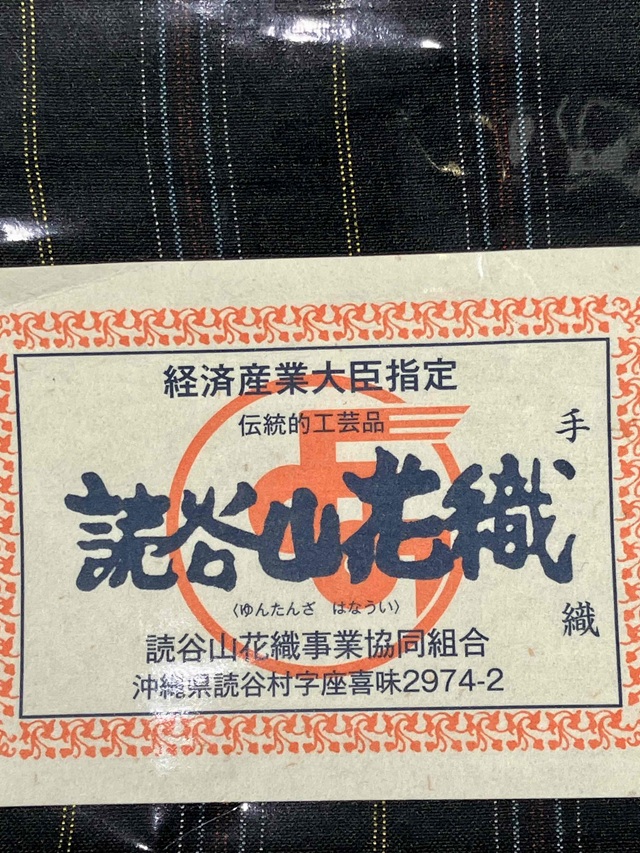 経済産業大臣指定
伝統的工芸品
読谷山花織
〈ゆんたんざ はなうい〉
読谷山花織事業協同組合
沖縄県読谷村字座喜味2974-2
手織